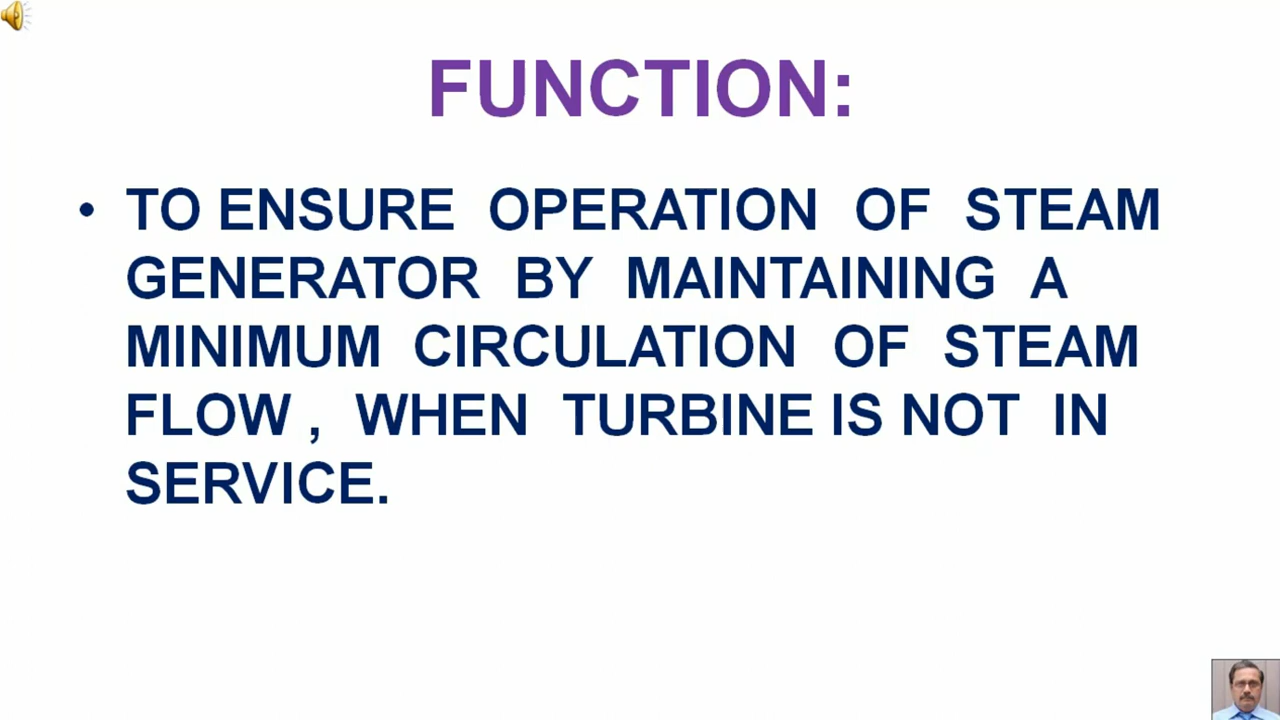 FUNCTION:
• TO ENSURE OPERATION OF STEAM
GENERATOR BY MAINTAINING A
MINIMUM CIRCULATION OF STEAM
FLOW , WHEN TURBINE IS NOT IN
SERVICE.